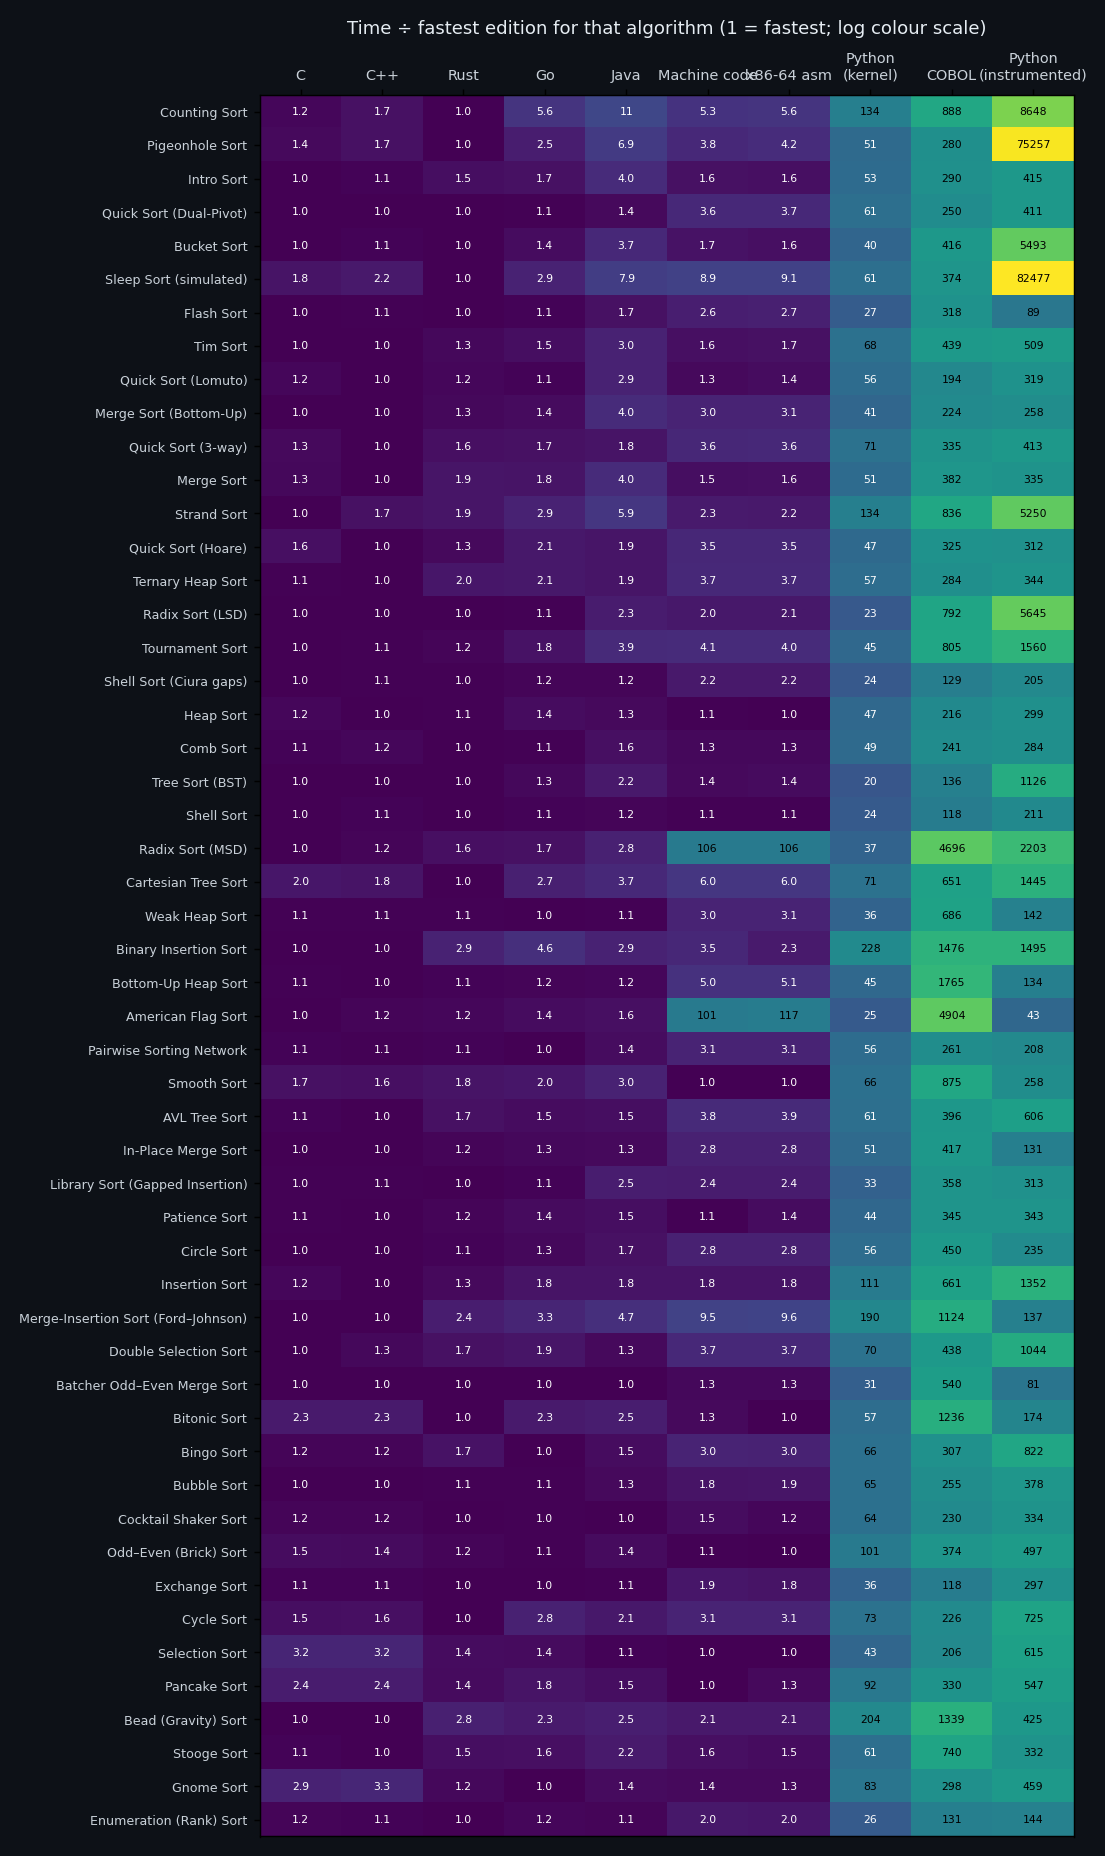 Time ÷ fastest edition for that algorithm (1 = fastest; log colour scale)
C C++ Rust Go Java Machine code x86-64 asm Python (kernel) COBOL Python (instrumented)
Counting Sort 1.2 1.7 1.0 5.6 11 5.3 5.6 134 888 8648
Pigeonhole Sort 1.4 1.7 1.0 2.5 6.9 3.8 4.2 51 280 75257
Intro Sort 1.0 1.1 1.5 1.7 4.0 1.6 1.6 53 290 415
Quick Sort (Dual-Pivot) 1.0 1.0 1.0 1.1 1.4 3.6 3.7 61 250 411
Bucket Sort 1.0 1.1 1.0 1.4 3.7 1.7 1.6 40 416 5493
Sleep Sort (simulated) 1.8 2.2 1.0 2.9 7.9 8.9 9.1 61 374 82477
Flash Sort 1.0 1.1 1.0 1.1 1.7 2.6 2.7 27 318 89
Tim Sort 1.0 1.0 1.3 1.5 3.0 1.6 1.7 68 439 509
Quick Sort (Lomuto) 1.2 1.0 1.2 1.1 2.9 1.3 1.4 56 194 319
Merge Sort (Bottom-Up) 1.0 1.0 1.3 1.4 4.0 3.0 3.1 41 224 258
Quick Sort (3-way) 1.3 1.0 1.6 1.7 1.8 3.6 3.6 71 335 413
Merge Sort 1.3 1.0 1.9 1.8 4.0 1.5 1.6 51 382 335
Strand Sort 1.0 1.7 1.9 2.9 5.9 2.3 2.2 134 836 5250
Quick Sort (Hoare) 1.6 1.0 1.3 2.1 1.9 3.5 3.5 47 325 312
Ternary Heap Sort 1.1 1.0 2.0 2.1 1.9 3.7 3.7 57 284 344
Radix Sort (LSD) 1.0 1.0 1.0 1.1 2.3 2.0 2.1 23 792 5645
Tournament Sort 1.0 1.1 1.2 1.8 3.9 4.1 4.0 45 805 1560
Shell Sort (Ciura gaps) 1.0 1.1 1.0 1.2 1.2 2.2 2.2 24 129 205
Heap Sort 1.2 1.0 1.1 1.4 1.3 1.1 1.0 47 216 299
Comb Sort 1.1 1.2 1.0 1.1 1.6 1.3 1.3 49 241 284
Tree Sort (BST) 1.0 1.0 1.0 1.3 2.2 1.4 1.4 20 136 1126
Shell Sort 1.0 1.1 1.0 1.1 1.2 1.1 1.1 24 118 211
Radix Sort (MSD) 1.0 1.2 1.6 1.7 2.8 106 106 37 4696 2203
Cartesian Tree Sort 2.0 1.8 1.0 2.7 3.7 6.0 6.0 71 651 1445
Weak Heap Sort 1.1 1.1 1.1 1.0 1.1 3.0 3.1 36 686 142
Binary Insertion Sort 1.0 1.0 2.9 4.6 2.9 3.5 2.3 228 1476 1495
Bottom-Up Heap Sort 1.1 1.0 1.1 1.2 1.2 5.0 5.1 45 1765 134
American Flag Sort 1.0 1.2 1.2 1.4 1.6 101 117 25 4904 43
Pairwise Sorting Network 1.1 1.1 1.1 1.0 1.4 3.1 3.1 56 261 208
Smooth Sort 1.7 1.6 1.8 2.0 3.0 1.0 1.0 66 875 258
AVL Tree Sort 1.1 1.0 1.7 1.5 1.5 3.8 3.9 61 396 606
In-Place Merge Sort 1.0 1.0 1.2 1.3 1.3 2.8 2.8 51 417 131
Library Sort (Gapped Insertion) 1.0 1.1 1.0 1.1 2.5 2.4 2.4 33 358 313
Patience Sort 1.1 1.0 1.2 1.4 1.5 1.1 1.4 44 345 343
Circle Sort 1.0 1.0 1.1 1.3 1.7 2.8 2.8 56 450 235
Insertion Sort 1.2 1.0 1.3 1.8 1.8 1.8 1.8 111 661 1352
Merge-Insertion Sort (Ford–Johnson) 1.0 1.0 2.4 3.3 4.7 9.5 9.6 190 1124 137
Double Selection Sort 1.0 1.3 1.7 1.9 1.3 3.7 3.7 70 438 1044
Batcher Odd–Even Merge Sort 1.0 1.0 1.0 1.0 1.0 1.3 1.3 31 540 81
Bitonic Sort 2.3 2.3 1.0 2.3 2.5 1.3 1.0 57 1236 174
Bingo Sort 1.2 1.2 1.7 1.0 1.5 3.0 3.0 66 307 822
Bubble Sort 1.0 1.0 1.1 1.1 1.3 1.8 1.9 65 255 378
Cocktail Shaker Sort 1.2 1.2 1.0 1.0 1.0 1.5 1.2 64 230 334
Odd–Even (Brick) Sort 1.5 1.4 1.2 1.1 1.4 1.1 1.0 101 374 497
Exchange Sort 1.1 1.1 1.0 1.0 1.1 1.9 1.8 36 118 297
Cycle Sort 1.5 1.6 1.0 2.8 2.1 3.1 3.1 73 226 725
Selection Sort 3.2 3.2 1.4 1.4 1.1 1.0 1.0 43 206 615
Pancake Sort 2.4 2.4 1.4 1.8 1.5 1.0 1.3 92 330 547
Bead (Gravity) Sort 1.0 1.0 2.8 2.3 2.5 2.1 2.1 204 1339 425
Stooge Sort 1.1 1.0 1.5 1.6 2.2 1.6 1.5 61 740 332
Gnome Sort 2.9 3.3 1.2 1.0 1.4 1.4 1.3 83 298 459
Enumeration (Rank) Sort 1.2 1.1 1.0 1.2 1.1 2.0 2.0 26 131 144